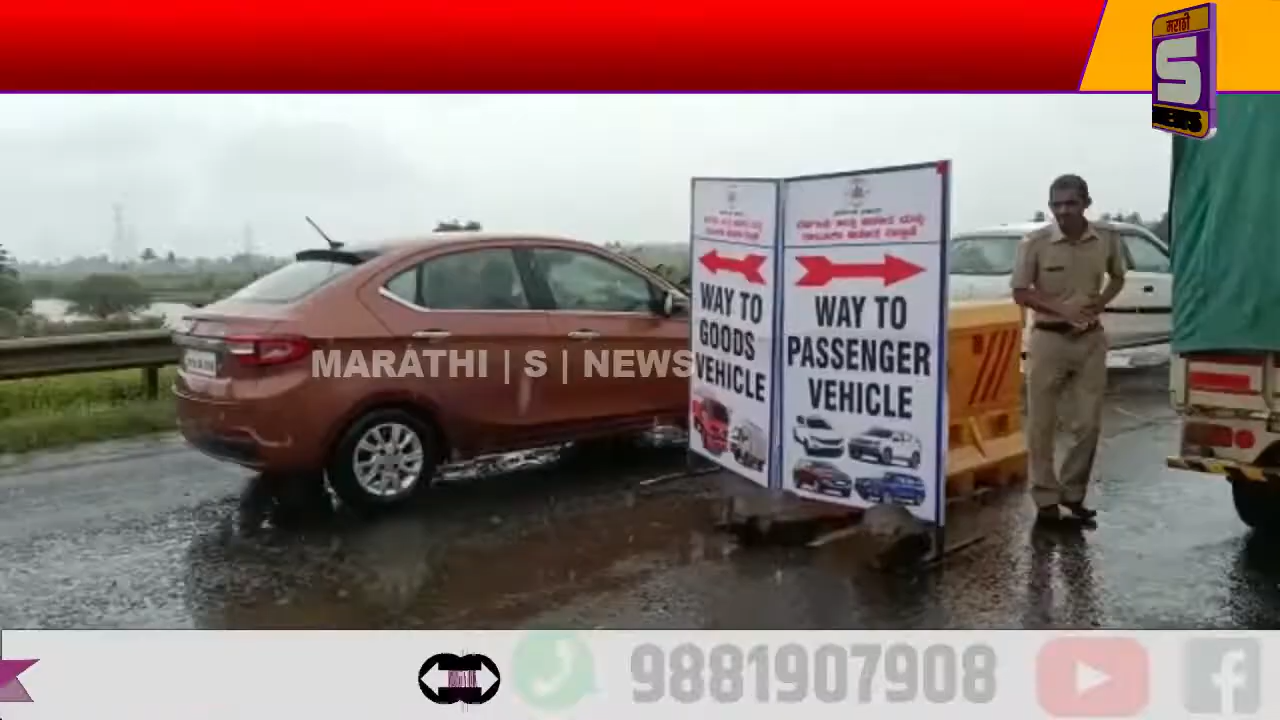 मराठी
S
NEWS
WAY TO
GOODS
VEHICLE
WAY TO
PASSENGER
VEHICLE
MARATHI | S | NEWS
9881907908